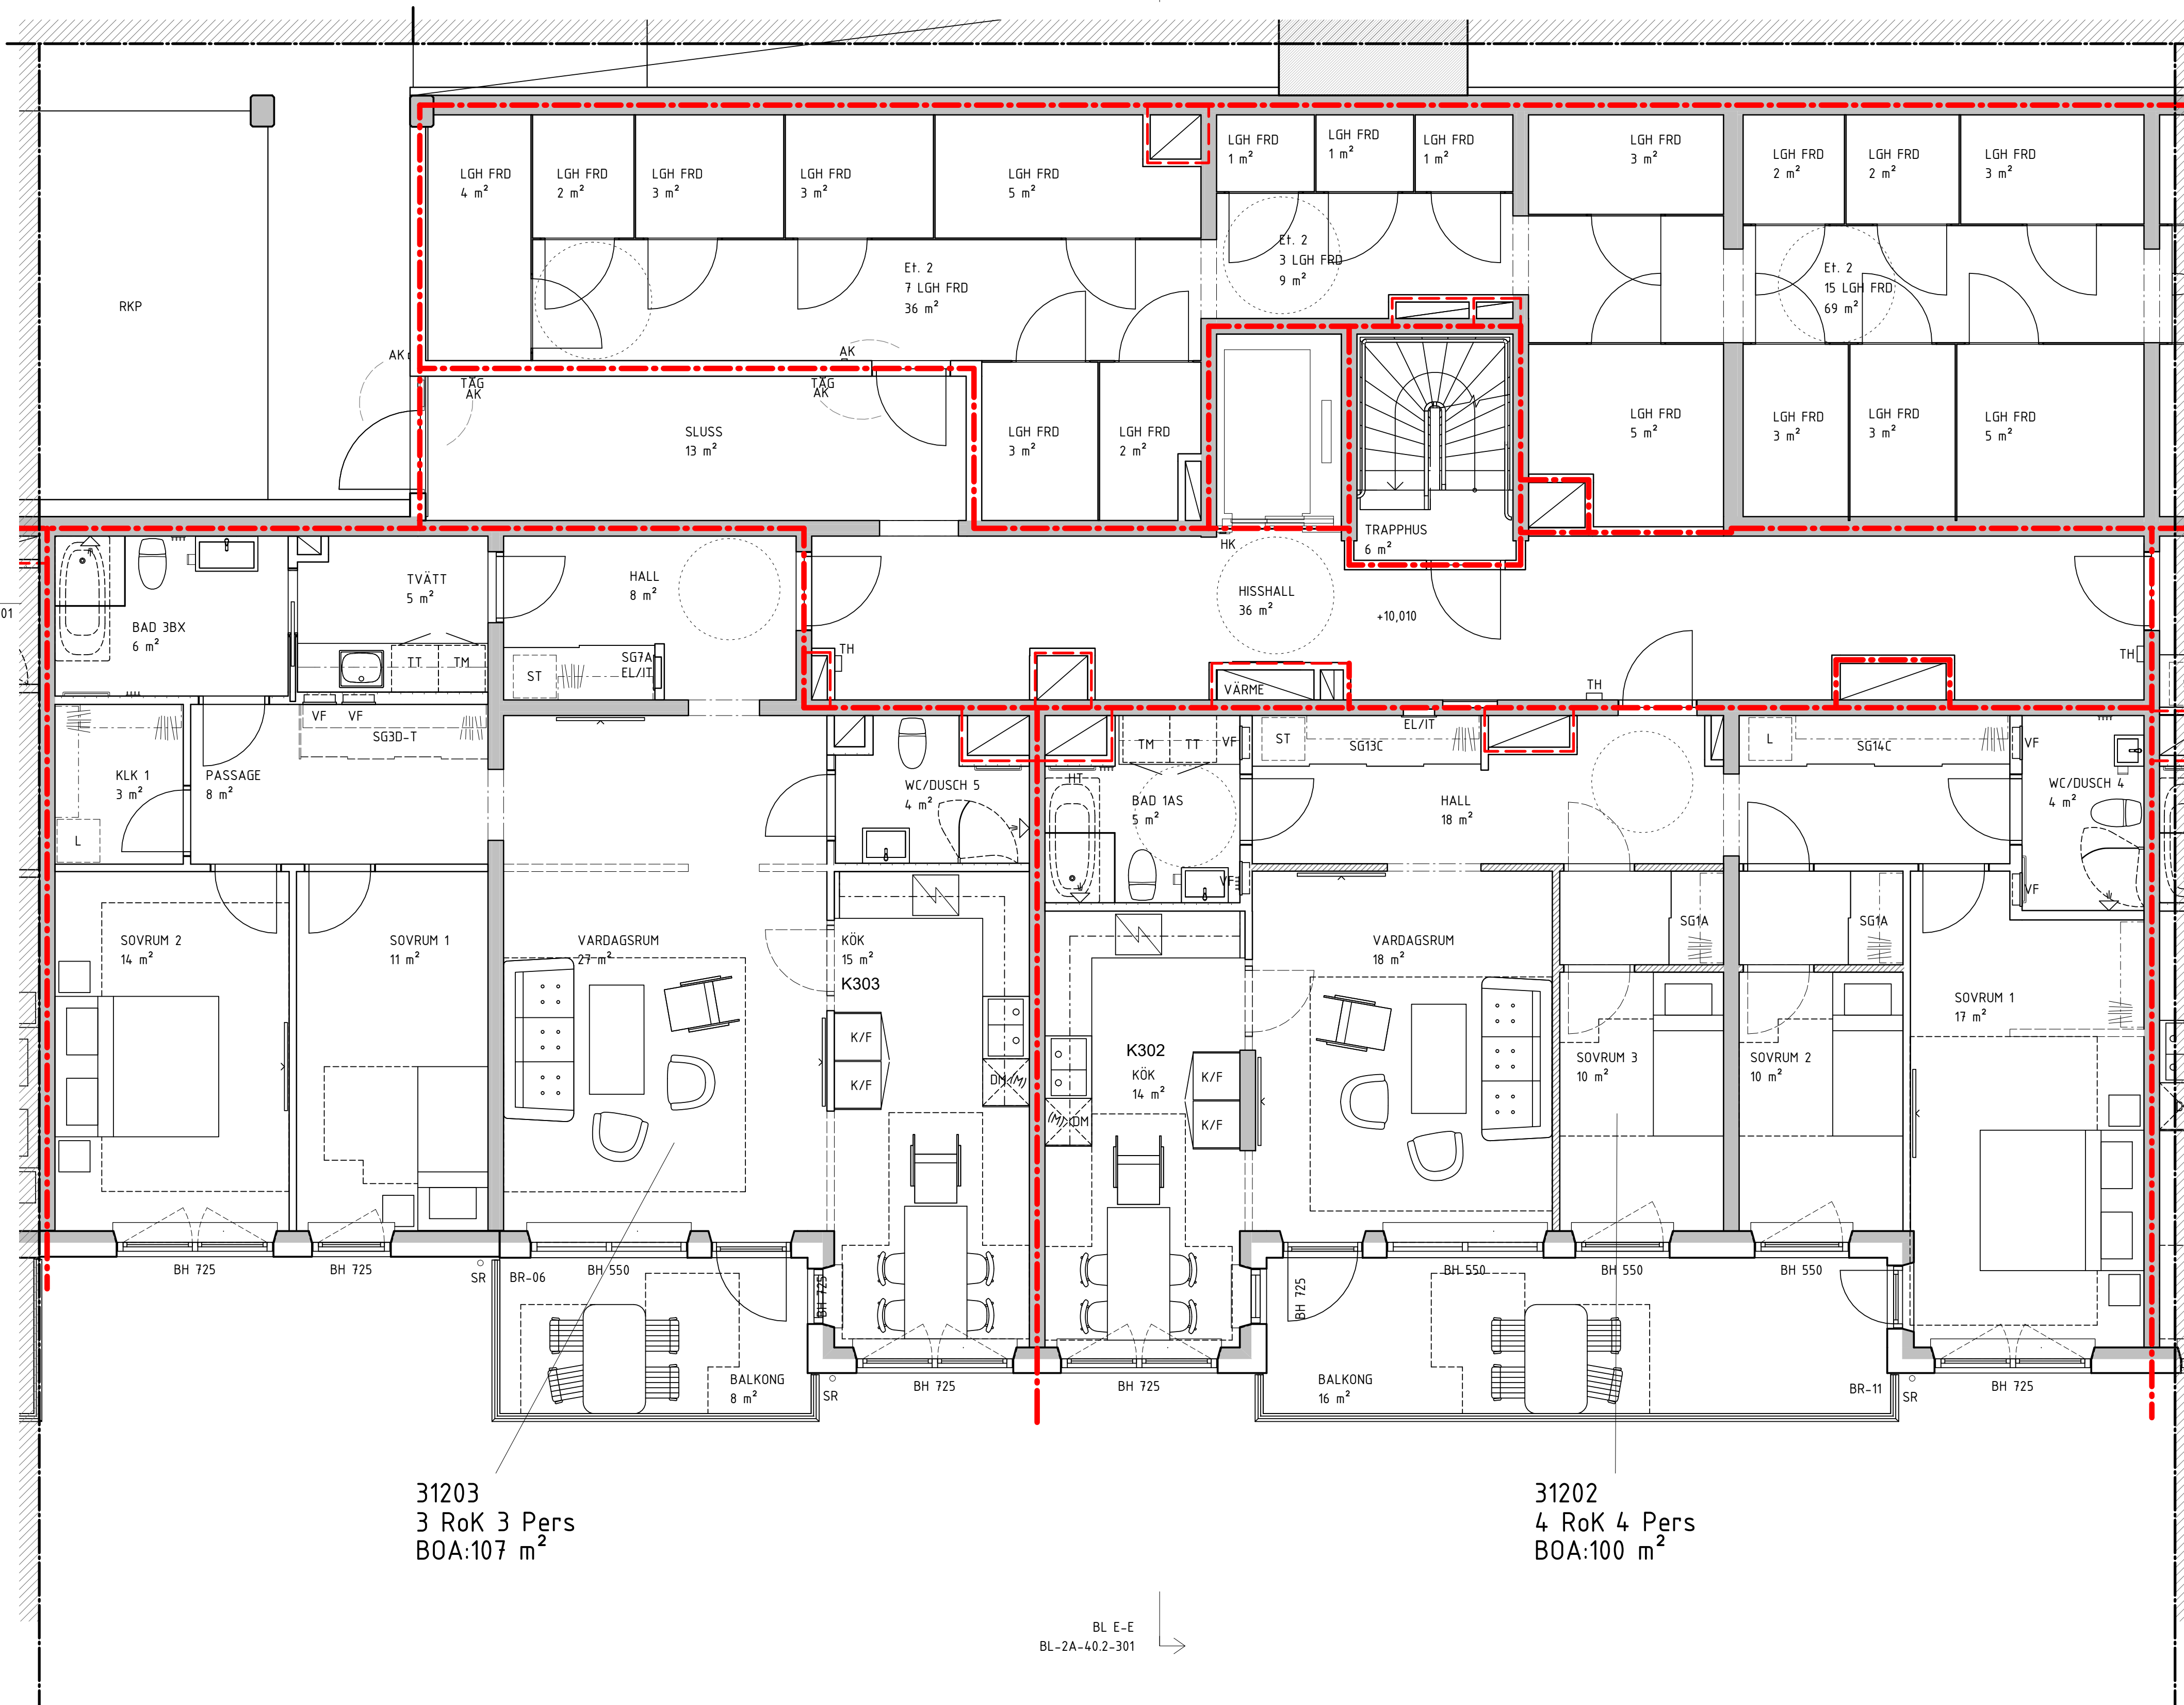 LGH FRD
4 m²
LGH FRD
2 m²
LGH FRD
3 m²
LGH FRD
3 m²
LGH FRD
5 m²
LGH FRD
1 m²
LGH FRD
1 m²
LGH FRD
1 m²
LGH FRD
3 m²
LGH FRD
2 m²
LGH FRD
2 m²
LGH FRD
3 m²
RKP
Et. 2
7 LGH FRD
36 m²
Et. 2
3 LGH FRD
9 m²
Et. 2
15 LGH FRD
69 m²
AK
AK
TAG
AK
TAG
AK
SLUSS
13 m²
LGH FRD
3 m²
LGH FRD
2 m²
LGH FRD
5 m²
LGH FRD
3 m²
LGH FRD
3 m²
LGH FRD
5 m²
TRAPPHUS
6 m²
HK
HISSHALL
36 m²
+10,010
01
BAD 3BX
6 m²
TVÄTT
5 m²
TT
TM
HALL
8 m²
ST
SG7A
EL/IT
TH
VÄRME
TH
TH
VF
VF
SG3D-T
KLK 1
3 m²
L
PASSAGE
8 m²
WC/DUSCH 5
4 m²
TM
TT
VF
HT
BAD 1AS
5 m²
VF
ST
SG13C
EL/IT
HALL
18 m²
L
SG14C
VF
WC/DUSCH 4
4 m²
VF
SOVRUM 2
14 m²
SOVRUM 1
11 m²
VARDAGSRUM
27 m²
KÖK
15 m²
K303
K/F
K/F
DM
(M)
K302
KÖK
14 m²
K/F
K/F
(M)
DM
VARDAGSRUM
18 m²
SG1A
SG1A
SOVRUM 3
10 m²
SOVRUM 2
10 m²
SOVRUM 1
17 m²
BH 725
BH 725
SR
BR-06
BH 550
BH 725
BH 725
BH 550
BH 550
BH 550
BALKONG
8 m²
SR
BH 725
BH 725
BALKONG
16 m²
BR-11
SR
BH 725
31203
3 RoK 3 Pers
BOA:107 m²
31202
4 RoK 4 Pers
BOA:100 m²
BL E-E
BL-2A-40.2-301